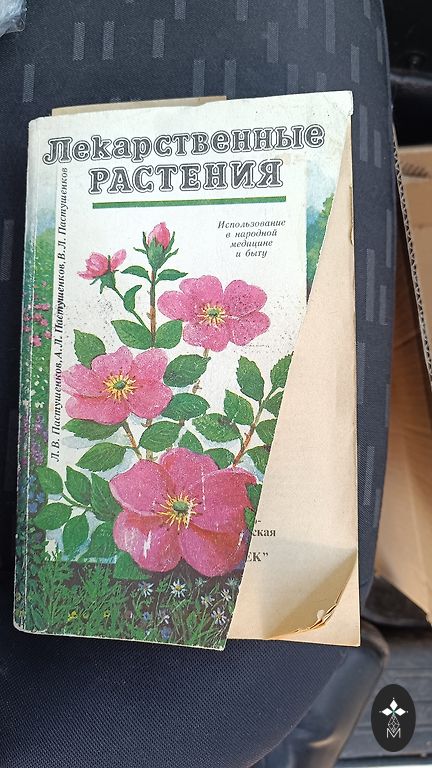 Лекарственные
РАСТЕНИЯ
Использование
в народной
медицине
и быту
Л. В. Пастушенков, А. Л. Пастушенков, В. Л. Пастушенков
ская
ЕК"